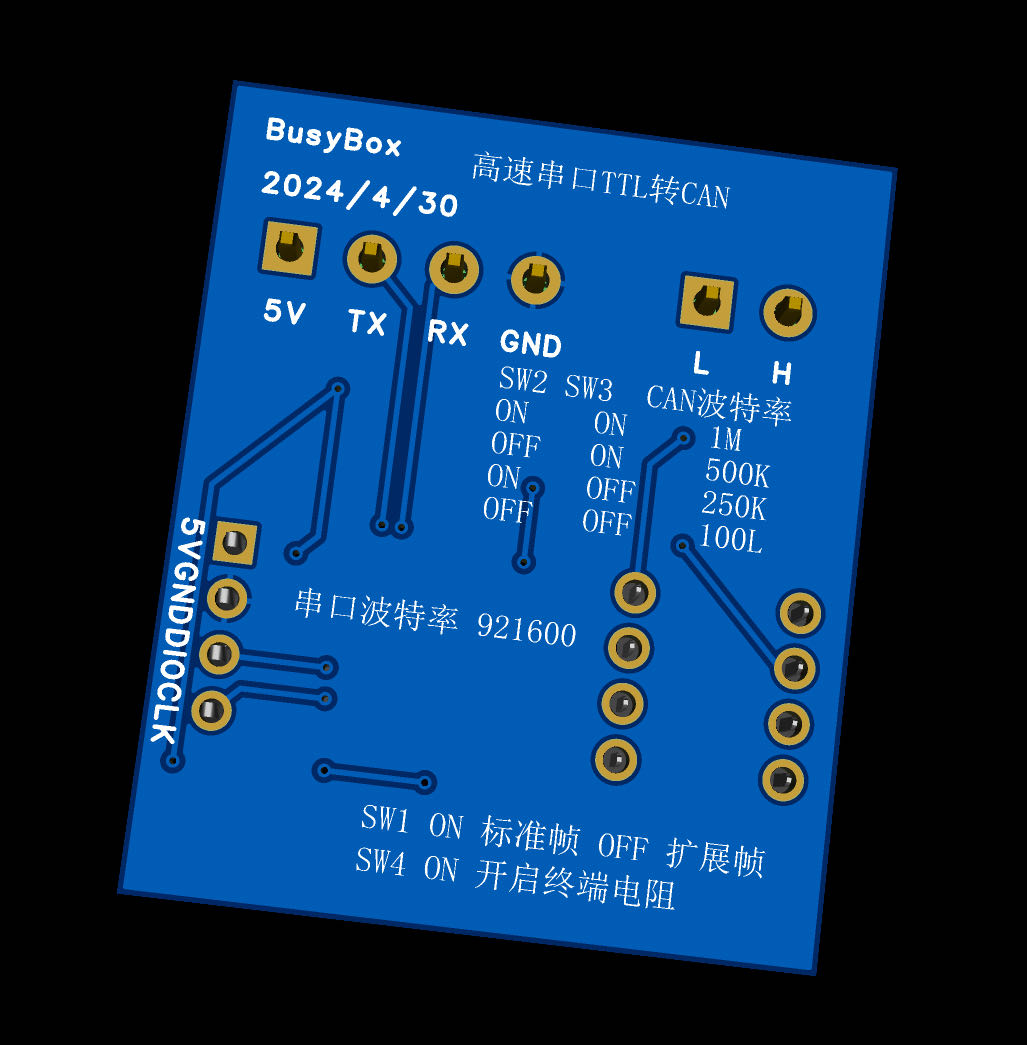 BusyBox
高速串口TTL转CAN
2024/4/30
5V TX RX GND
L H
SW2 SW3 CAN波特率
ON ON 1M
OFF ON 500K
ON OFF 250K
OFF OFF 100L
5VGNDDIOCLK
串口波特率 921600
SW1 ON 标准帧 OFF 扩展帧
SW4 ON 开启终端电阻